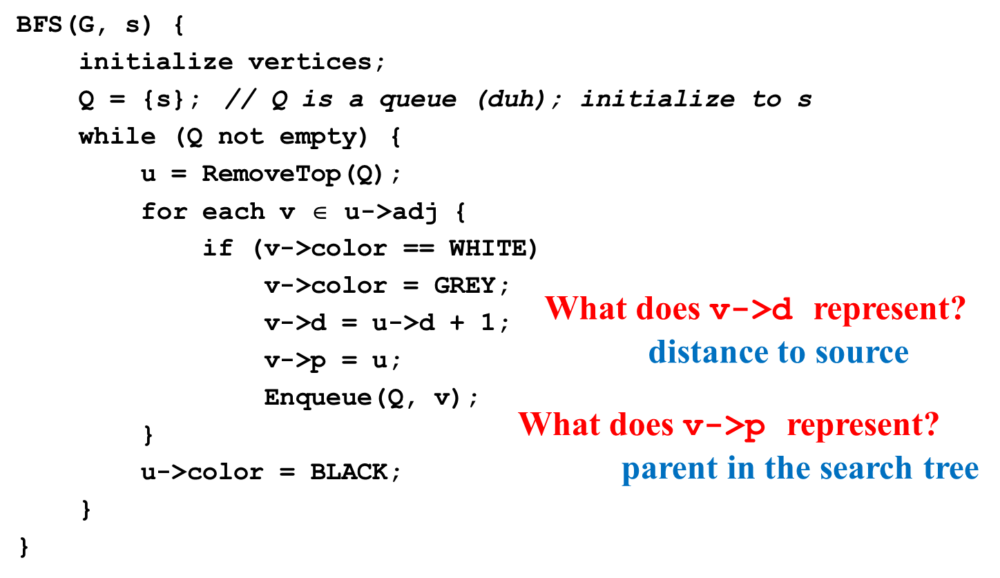 BFS(G, s) {
initialize vertices;
Q = {s}; // Q is a queue (duh); initialize to s
while (Q not empty) {
u = RemoveTop(Q);
for each v ∈ u->adj {
if (v->color == WHITE)
v->color = GREY;
v->d = u->d + 1;
v->p = u;
Enqueue(Q, v);
}
u->color = BLACK;
}
}
What does v->d represent?
distance to source
What does v->p represent?
parent in the search tree